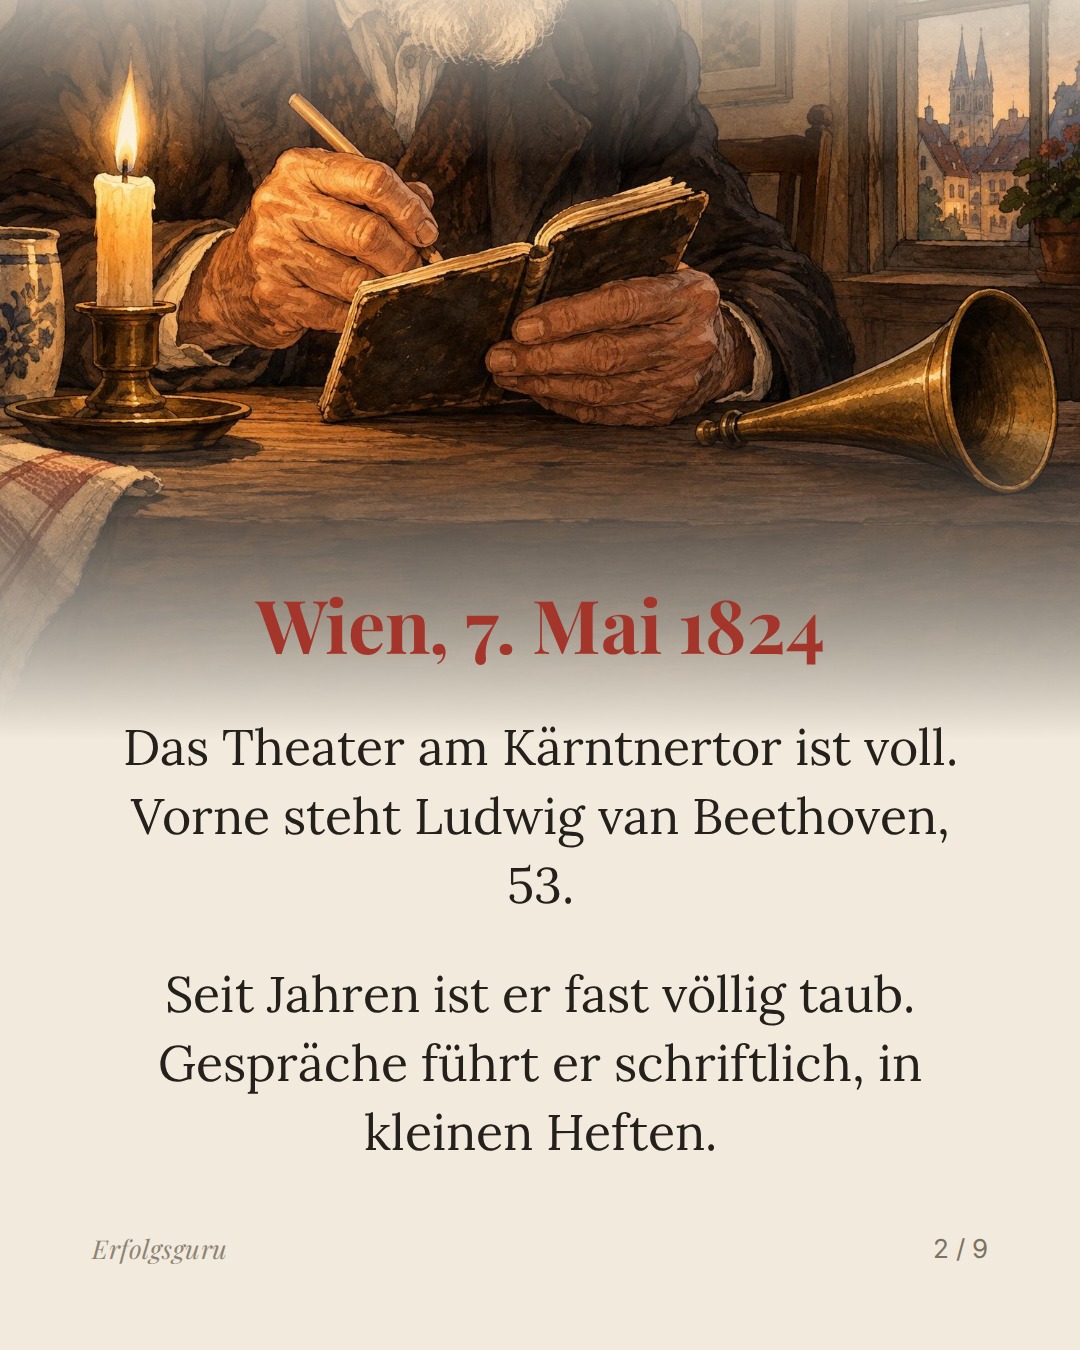 Wien, 7. Mai 1824
Das Theater am Kärntnertor ist voll.
Vorne steht Ludwig van Beethoven,
53.
Seit Jahren ist er fast völlig taub.
Gespräche führt er schriftlich, in
kleinen Heften.
Erfolgsguru
2 / 9